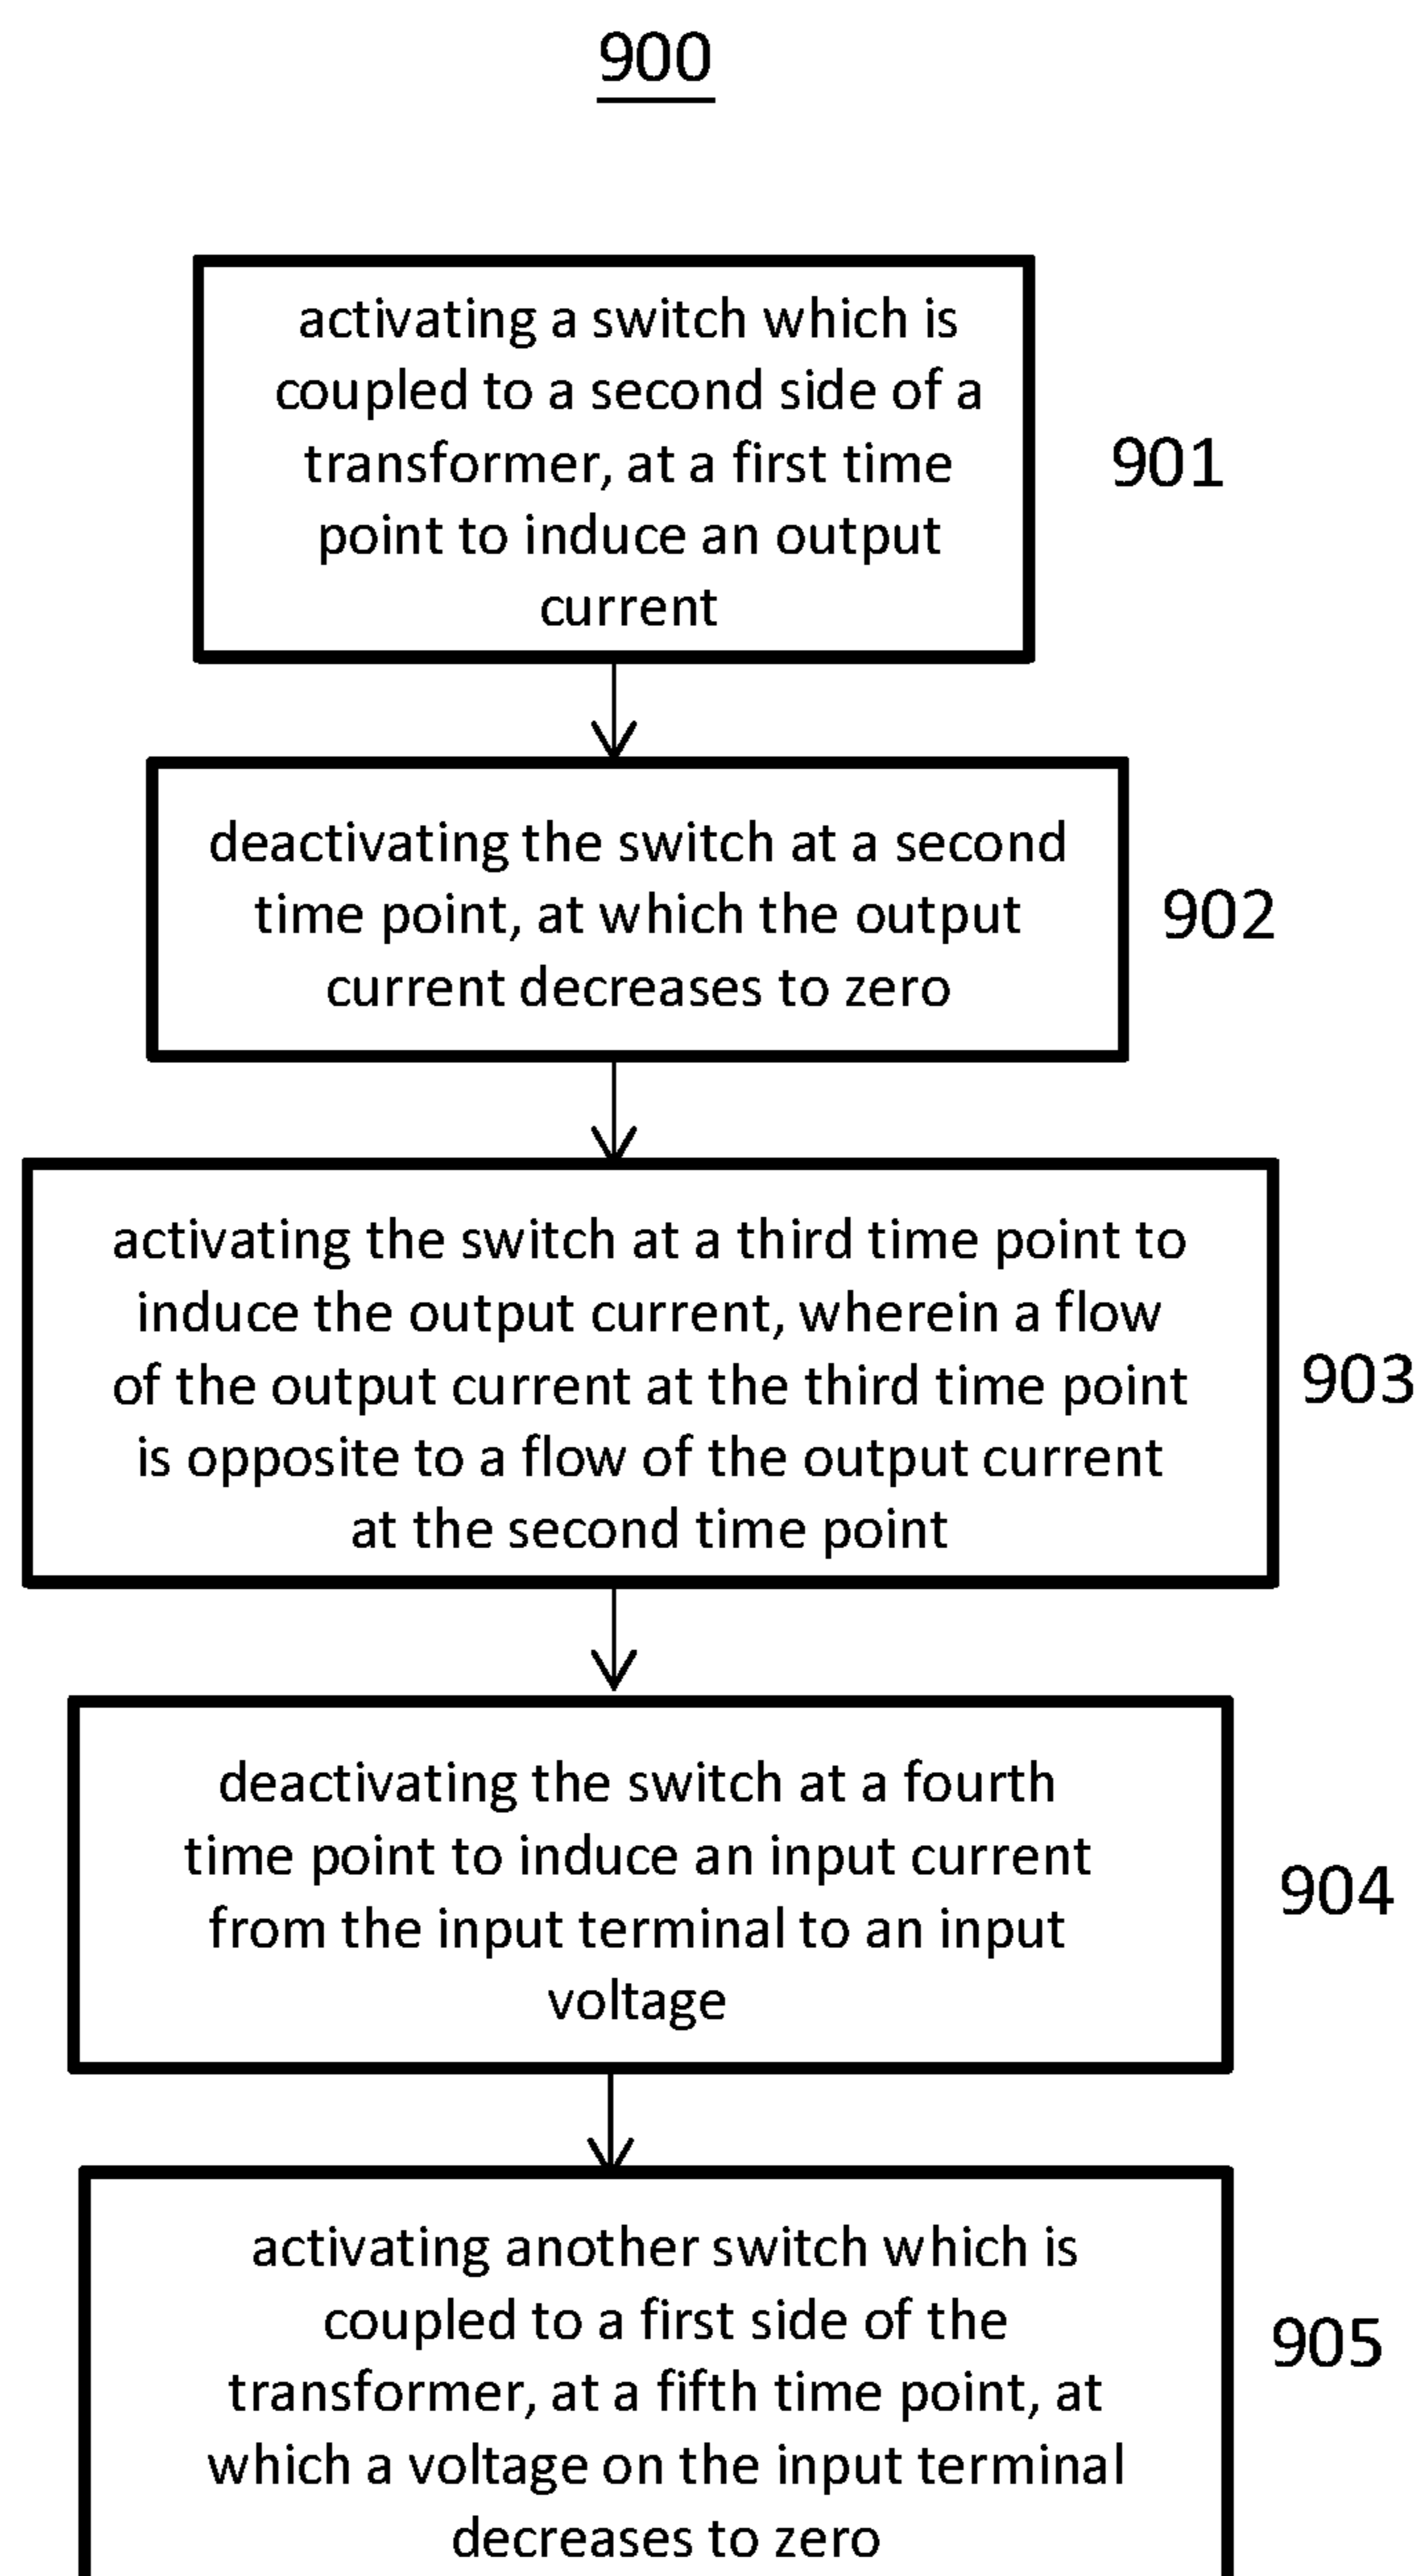 900
activating a switch which is
coupled to a second side of a
transformer, at a first time
point to induce an output
current
901
deactivating the switch at a second
time point, at which the output
current decreases to zero
902
activating the switch at a third time point to
induce the output current, wherein a flow
of the output current at the third time point
is opposite to a flow of the output current
at the second time point
903
deactivating the switch at a fourth
time point to induce an input current
from the input terminal to an input
voltage
904
activating another switch which is
coupled to a first side of the
transformer, at a fifth time point, at
which a voltage on the input terminal
decreases to zero
905